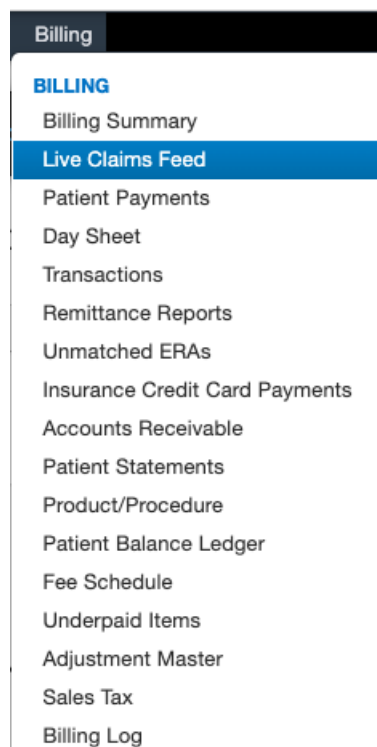 Billing
BILLING
Billing Summary
Live Claims Feed
Patient Payments
Day Sheet
Transactions
Remittance Reports
Unmatched ERAs
Insurance Credit Card Payments
Accounts Receivable
Patient Statements
Product/Procedure
Patient Balance Ledger
Fee Schedule
Underpaid Items
Adjustment Master
Sales Tax
Billing Log